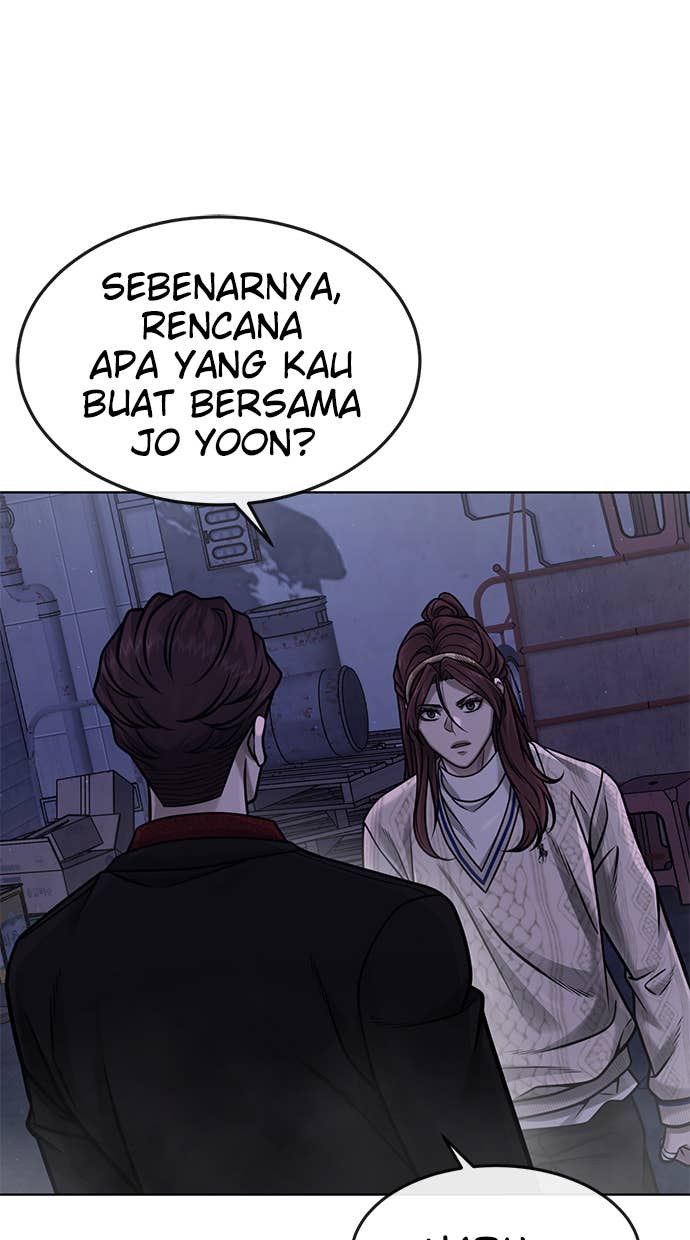 SEBENARNYA,
RENCANA
APA YANG KAU
BUAT BERSAMA
JO YOON?